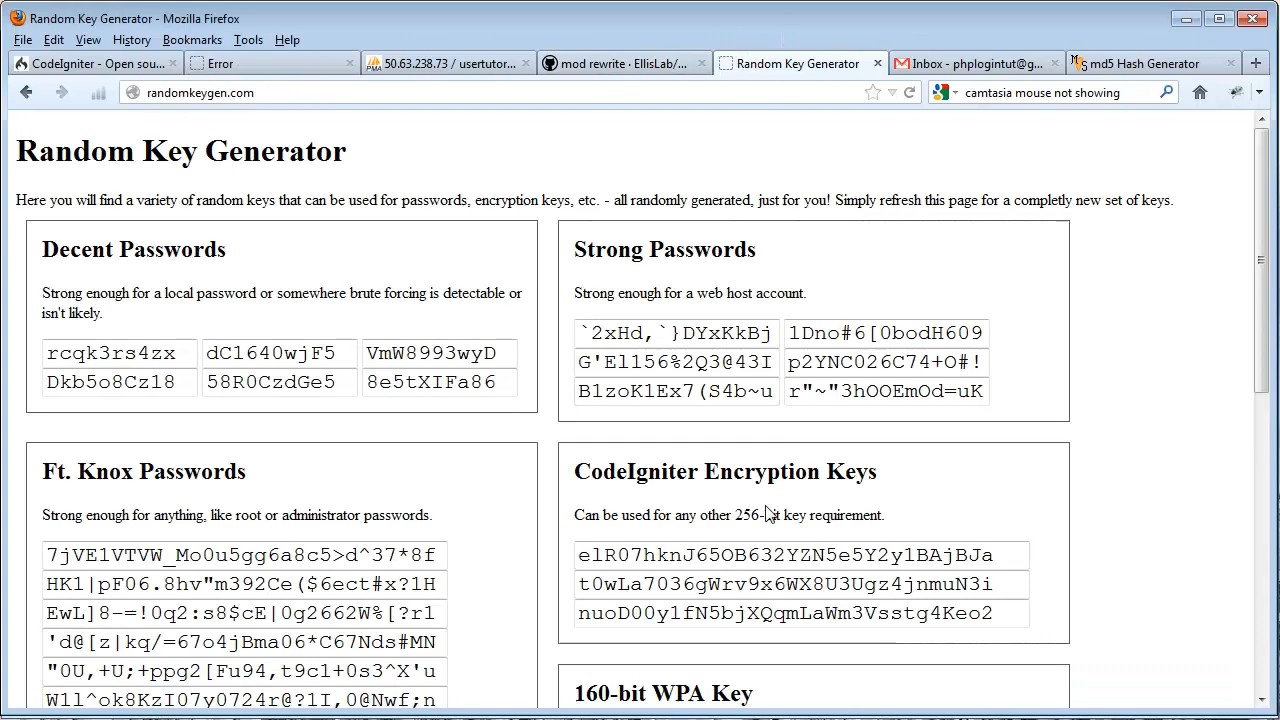 Random Key Generator - Mozilla Firefox
File Edit View History Bookmarks Tools Help
CodeIgniter - Open sou... Error 50.63.238.73 / usertutor... mod rewrite · EllisLab/... Random Key Generator Inbox - phplogintut@g... md5 Hash Generator
randomkeygen.com camtasia mouse not showing
Random Key Generator
Here you will find a variety of random keys that can be used for passwords, encryption keys, etc. - all randomly generated, just for you! Simply refresh this page for a completly new set of keys.
Decent Passwords
Strong enough for a local password or somewhere brute forcing is detectable or
isn't likely.
rcqk3rs4zx dC1640wjF5 VmW8993wyD
Dkb5o8Cz18 58R0CzdGe5 8e5tXIFa86
Strong Passwords
Strong enough for a web host account.
`2xHd,`}DYxKkBj 1Dno#6[0bodH609
G'El156%2Q3@43I p2YNC026C74+O#!
B1zoK1Ex7(S4b~u r"~"3hOOEmOd=uK
Ft. Knox Passwords
Strong enough for anything, like root or administrator passwords.
7jVE1VTVW_Mo0u5gg6a8c5>d^37*8f
HK1|pF06.8hv"m392Ce($6ect#x?1H
EwL]8-=!0q2:s8$cE|0g2662W%[?r1
'd@[z|kq/=67o4jBma06*C67Nds#MN
"0U,+U;+ppg2[Fu94,t9c1+0s3^X'u
W1l^ok8KzI07y0724r@?1I,0@Nwf;n
CodeIgniter Encryption Keys
Can be used for any other 256-bit key requirement.
elR07hknJ65OB632YZN5e5Y2y1BAjBJa
t0wLa7036gWrv9x6WX8U3Ugz4jnmuN3i
nuoD00y1fN5bjXQqmLaWm3Vsstg4Keo2
160-bit WPA Key